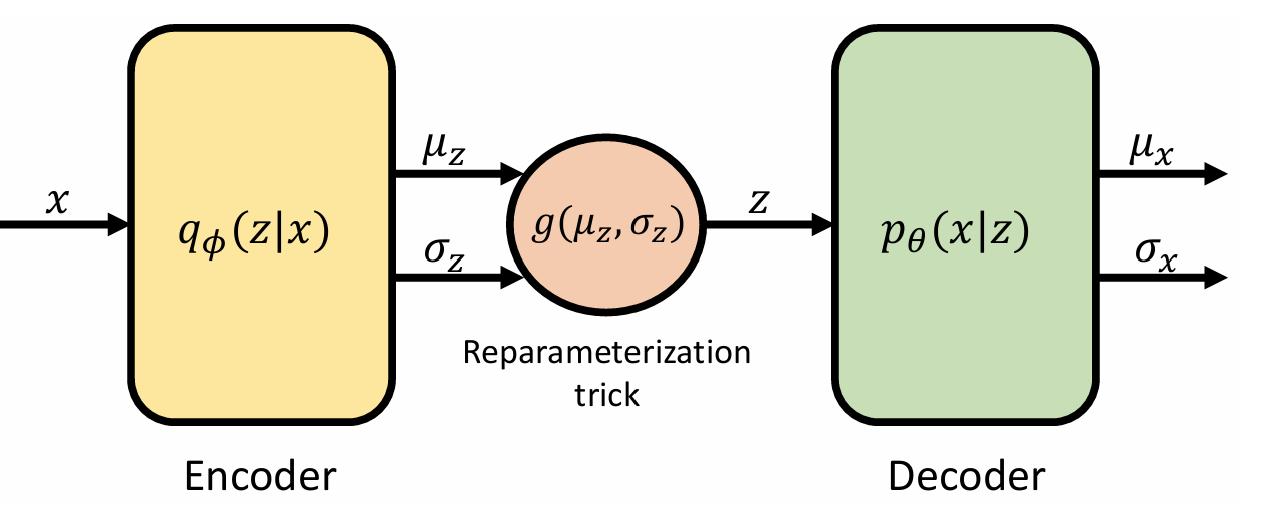 x
q_ϕ(z|x)
μ_z
σ_z
g(μ_z, σ_z)
z
p_θ(x|z)
μ_x
σ_x
Reparameterization
trick
Encoder
Decoder